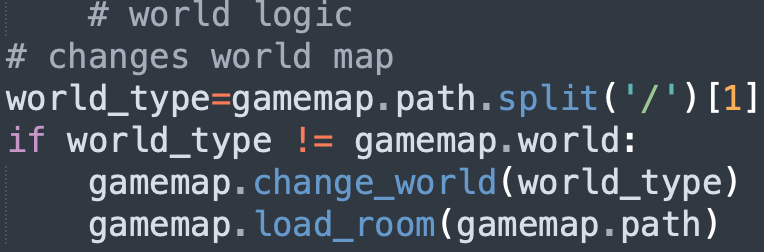 # world logic
# changes world map
world_type=gamemap.path.split('/')[1]
if world_type != gamemap.world:
    gamemap.change_world(world_type)
    gamemap.load_room(gamemap.path)